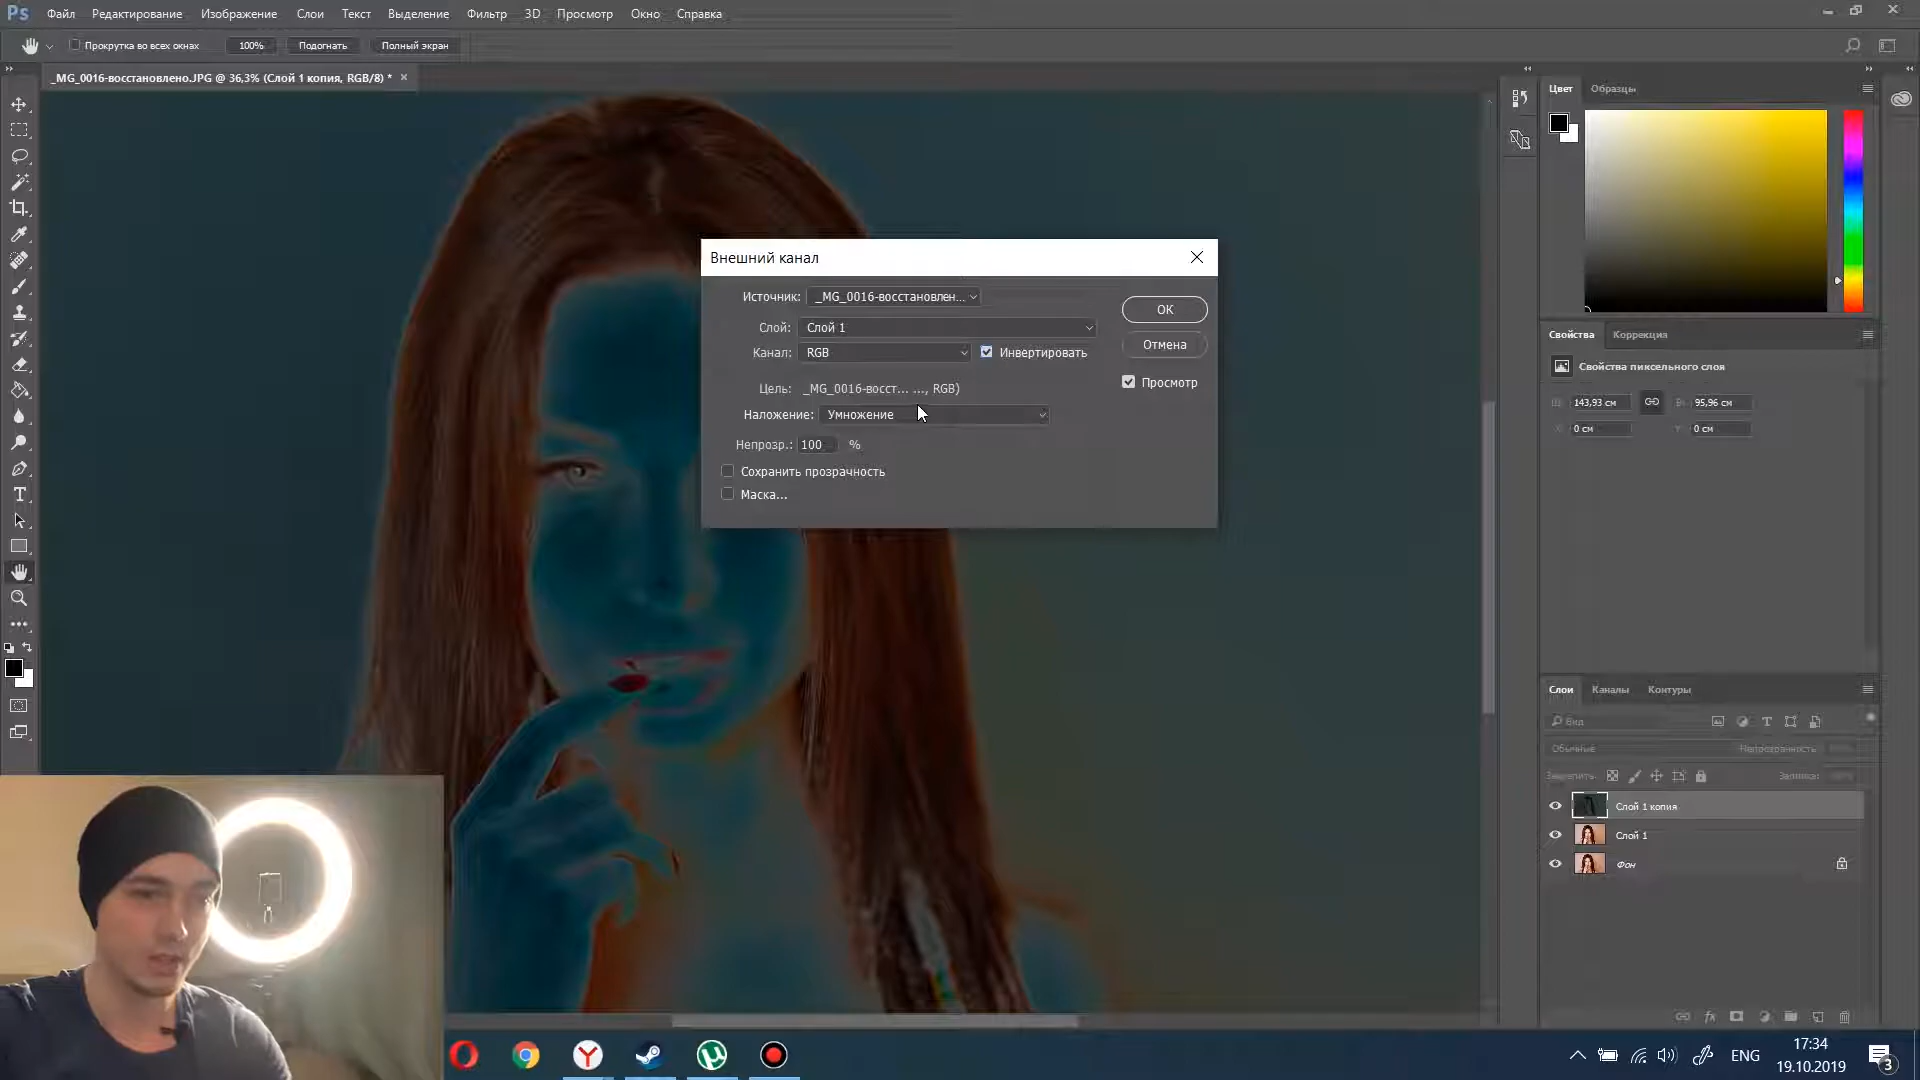 Ps Файл Редактирование Изображение Слои Текст Выделение Фильтр 3D Просмотр Окно Справка
Прокрутка во всех окнах 100% Подогнать Полный экран
_MG_0016-восстановлено.JPG @ 36,3% (Слой 1 копия, RGB/8) *
Цвет Образцы
Внешний канал
Источник: _MG_0016-восстановлен...
Слой: Слой 1
Канал: RGB Инвертировать
Цель: _MG_0016-восст... ..., RGB)
Наложение: Умножение
Непрозр.: 100 %
Сохранить прозрачность
Маска...
ОК
Отмена
Просмотр
Свойства Коррекция
Свойства пиксельного слоя
Ш: 143,93 см В: 95,96 см
X: 0 см Y: 0 см
Слои Каналы Контуры
Вид
Обычные Непрозрачность:
Закрепить: Заливка:
Слой 1 копия
Слой 1
Фон
ENG
17:34
19.10.2019
3